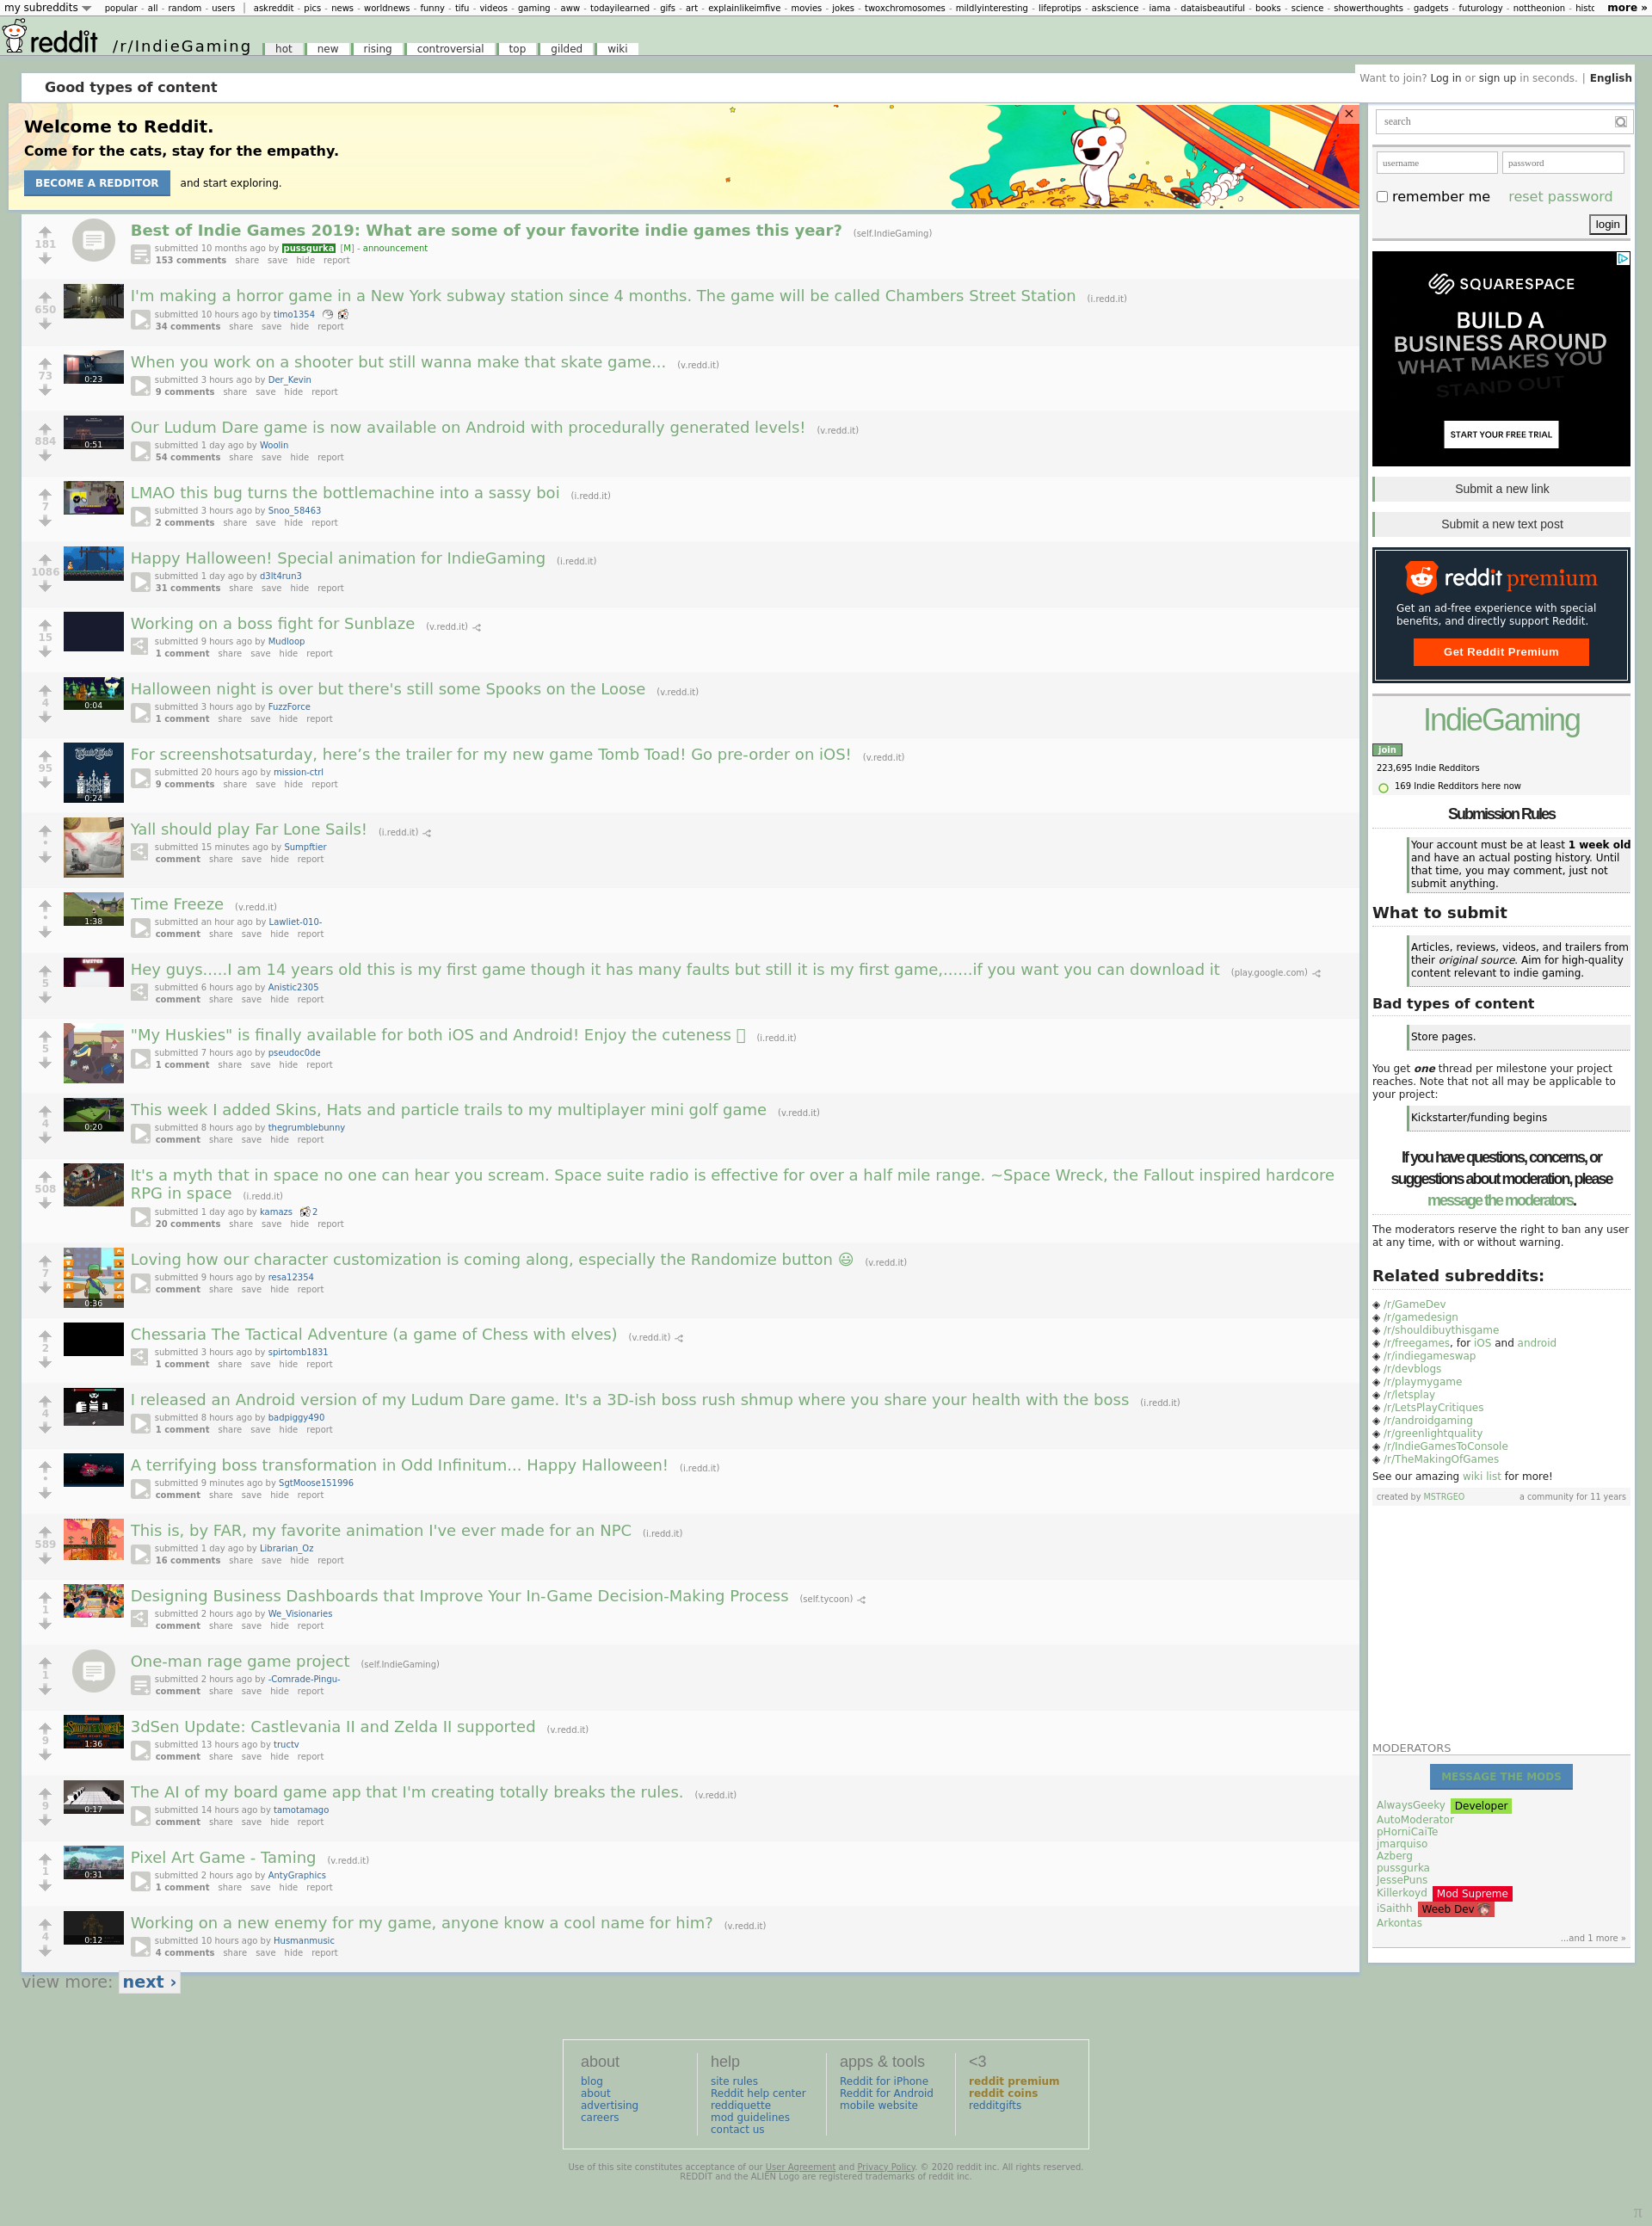 my subreddits popular - all - random - users | askreddit - pics - news - worldnews - funny - tifu - videos - gaming - aww - todayilearned - gifs - art - explainlikeimfive - movies - jokes - twoxchromosomes - mildlyinteresting - lifeprotips - askscience - iama - dataisbeautiful - books - science - showerthoughts - gadgets - futurology - nottheonion - histo more »
reddit /r/IndieGaming hot new rising controversial top gilded wiki
Want to join? Log in or sign up in seconds. | English
Good types of content
Welcome to Reddit.
Come for the cats, stay for the empathy.
BECOME A REDDITOR and start exploring.
181
Best of Indie Games 2019: What are some of your favorite indie games this year? (self.IndieGaming)
submitted 10 months ago by pussgurka [M] - announcement
153 comments share save hide report
650
I'm making a horror game in a New York subway station since 4 months. The game will be called Chambers Street Station (i.redd.it)
submitted 10 hours ago by timo1354
34 comments share save hide report
73
0:23
When you work on a shooter but still wanna make that skate game... (v.redd.it)
submitted 3 hours ago by Der_Kevin
9 comments share save hide report
884
0:51
Our Ludum Dare game is now available on Android with procedurally generated levels! (v.redd.it)
submitted 1 day ago by Woolin
54 comments share save hide report
7
LMAO this bug turns the bottlemachine into a sassy boi (i.redd.it)
submitted 3 hours ago by Snoo_58463
2 comments share save hide report
1086
Happy Halloween! Special animation for IndieGaming (i.redd.it)
submitted 1 day ago by d3lt4run3
31 comments share save hide report
15
Working on a boss fight for Sunblaze (v.redd.it)
submitted 9 hours ago by Mudloop
1 comment share save hide report
4
0:04
Halloween night is over but there's still some Spooks on the Loose (v.redd.it)
submitted 3 hours ago by FuzzForce
1 comment share save hide report
95
0:24
For screenshotsaturday, here’s the trailer for my new game Tomb Toad! Go pre-order on iOS! (v.redd.it)
submitted 20 hours ago by mission-ctrl
9 comments share save hide report
•
Yall should play Far Lone Sails! (i.redd.it)
submitted 15 minutes ago by Sumpftier
comment share save hide report
•
1:38
Time Freeze (v.redd.it)
submitted an hour ago by Lawliet-010-
comment share save hide report
5
Hey guys.....I am 14 years old this is my first game though it has many faults but still it is my first game,......if you want you can download it (play.google.com)
submitted 6 hours ago by Anistic2305
comment share save hide report
5
"My Huskies" is finally available for both iOS and Android! Enjoy the cuteness (i.redd.it)
submitted 7 hours ago by pseudoc0de
1 comment share save hide report
4
0:20
This week I added Skins, Hats and particle trails to my multiplayer mini golf game (v.redd.it)
submitted 8 hours ago by thegrumblebunny
comment share save hide report
508
It's a myth that in space no one can hear you scream. Space suite radio is effective for over a half mile range. ~Space Wreck, the Fallout inspired hardcore
RPG in space (i.redd.it)
submitted 1 day ago by kamazs 2
20 comments share save hide report
7
0:36
Loving how our character customization is coming along, especially the Randomize button 😃 (v.redd.it)
submitted 9 hours ago by resa12354
comment share save hide report
2
Chessaria The Tactical Adventure (a game of Chess with elves) (v.redd.it)
submitted 3 hours ago by spirtomb1831
1 comment share save hide report
4
I released an Android version of my Ludum Dare game. It's a 3D-ish boss rush shmup where you share your health with the boss (i.redd.it)
submitted 8 hours ago by badpiggy490
1 comment share save hide report
•
A terrifying boss transformation in Odd Infinitum... Happy Halloween! (i.redd.it)
submitted 9 minutes ago by SgtMoose151996
comment share save hide report
589
This is, by FAR, my favorite animation I've ever made for an NPC (i.redd.it)
submitted 1 day ago by Librarian_Oz
16 comments share save hide report
1
Designing Business Dashboards that Improve Your In-Game Decision-Making Process (self.tycoon)
submitted 2 hours ago by We_Visionaries
comment share save hide report
1
One-man rage game project (self.IndieGaming)
submitted 2 hours ago by -Comrade-Pingu-
comment share save hide report
9
1:36
3dSen Update: Castlevania II and Zelda II supported (v.redd.it)
submitted 13 hours ago by tructv
comment share save hide report
9
0:17
The AI of my board game app that I'm creating totally breaks the rules. (v.redd.it)
submitted 14 hours ago by tamotamago
comment share save hide report
1
0:31
Pixel Art Game - Taming (v.redd.it)
submitted 2 hours ago by AntyGraphics
1 comment share save hide report
4
0:12
Working on a new enemy for my game, anyone know a cool name for him? (v.redd.it)
submitted 10 hours ago by Husmanmusic
4 comments share save hide report
view more: next ›
search
username password
remember me reset password
login
SQUARESPACE
BUILD A
BUSINESS AROUND
WHAT MAKES YOU
STAND OUT
START YOUR FREE TRIAL
Submit a new link
Submit a new text post
reddit premium
Get an ad-free experience with special
benefits, and directly support Reddit.
Get Reddit Premium
IndieGaming
join
223,695 Indie Redditors
169 Indie Redditors here now
Submission Rules
Your account must be at least 1 week old
and have an actual posting history. Until
that time, you may comment, just not
submit anything.
What to submit
Articles, reviews, videos, and trailers from
their original source. Aim for high-quality
content relevant to indie gaming.
Bad types of content
Store pages.
You get one thread per milestone your project
reaches. Note that not all may be applicable to
your project:
Kickstarter/funding begins
If you have questions, concerns, or
suggestions about moderation, please
message the moderators.
The moderators reserve the right to ban any user
at any time, with or without warning.
Related subreddits:
◈ /r/GameDev
◈ /r/gamedesign
◈ /r/shouldibuythisgame
◈ /r/freegames, for iOS and android
◈ /r/indiegameswap
◈ /r/devblogs
◈ /r/playmygame
◈ /r/letsplay
◈ /r/LetsPlayCritiques
◈ /r/androidgaming
◈ /r/greenlightquality
◈ /r/IndieGamesToConsole
◈ /r/TheMakingOfGames
See our amazing wiki list for more!
created by MSTRGEO a community for 11 years
MODERATORS
MESSAGE THE MODS
AlwaysGeeky Developer
AutoModerator
pHorniCaiTe
jmarquiso
Azberg
pussgurka
JessePuns
Killerkoyd Mod Supreme
iSaithh Weeb Dev
Arkontas
...and 1 more »
about
blog
about
advertising
careers
help
site rules
Reddit help center
reddiquette
mod guidelines
contact us
apps & tools
Reddit for iPhone
Reddit for Android
mobile website
<3
reddit premium
reddit coins
redditgifts
Use of this site constitutes acceptance of our User Agreement and Privacy Policy. © 2020 reddit inc. All rights reserved.
REDDIT and the ALIEN Logo are registered trademarks of reddit inc.
π